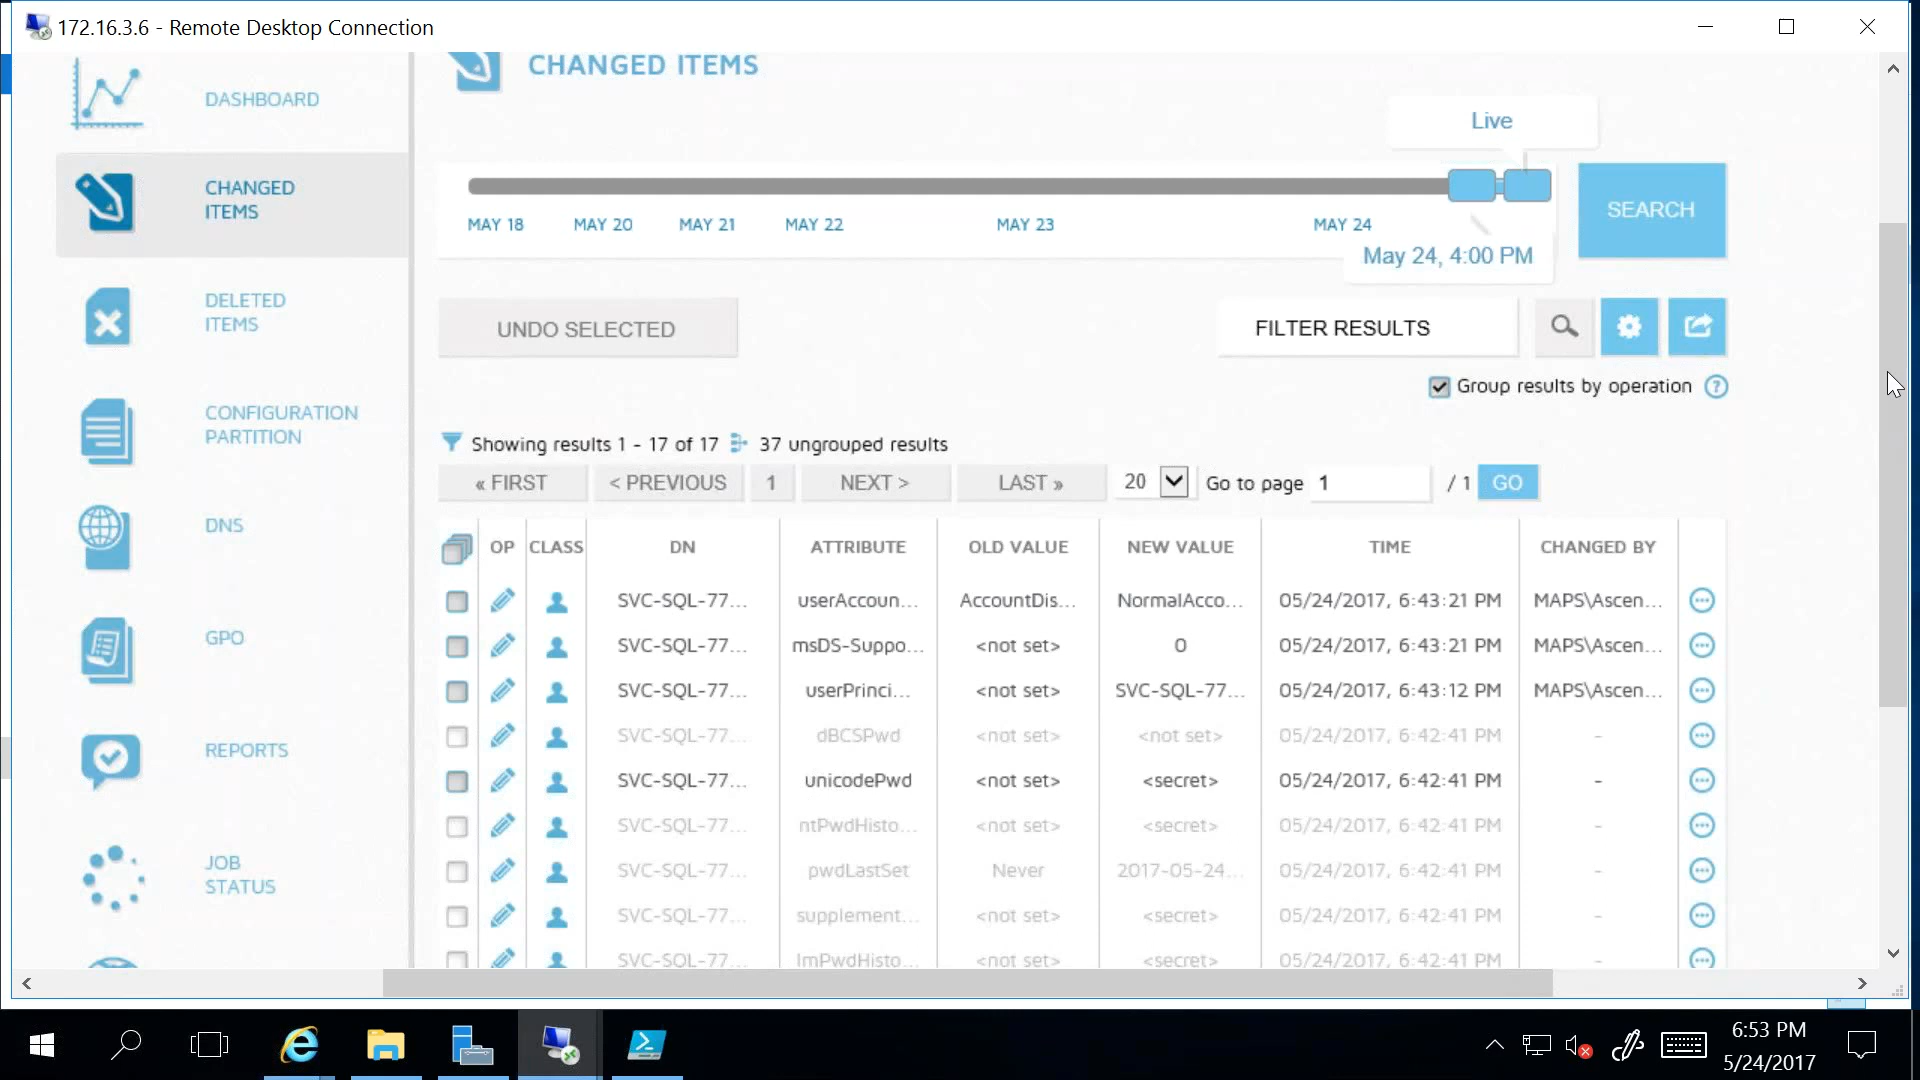 172.16.3.6 - Remote Desktop Connection
CHANGED ITEMS
DASHBOARD
Live
CHANGED
ITEMS
SEARCH
MAY 18 MAY 20 MAY 21 MAY 22 MAY 23 MAY 24
May 24, 4:00 PM
DELETED
ITEMS
UNDO SELECTED
FILTER RESULTS
Group results by operation ?
CONFIGURATION
PARTITION
Showing results 1 - 17 of 17 37 ungrouped results
« FIRST < PREVIOUS 1 NEXT > LAST » 20 Go to page 1 / 1 GO
DNS
OP CLASS DN ATTRIBUTE OLD VALUE NEW VALUE TIME CHANGED BY
SVC-SQL-77... userAccoun... AccountDis... NormalAcco... 05/24/2017, 6:43:21 PM MAPS\Ascen...
GPO
SVC-SQL-77... msDS-Suppo... <not set> 0 05/24/2017, 6:43:21 PM MAPS\Ascen...
SVC-SQL-77... userPrinci... <not set> SVC-SQL-77... 05/24/2017, 6:43:12 PM MAPS\Ascen...
SVC-SQL-77... dBCSPwd <not set> <not set> 05/24/2017, 6:42:41 PM -
REPORTS
SVC-SQL-77... unicodePwd <not set> <secret> 05/24/2017, 6:42:41 PM -
SVC-SQL-77... ntPwdHisto... <not set> <secret> 05/24/2017, 6:42:41 PM -
JOB
STATUS
SVC-SQL-77... pwdLastSet Never 2017-05-24... 05/24/2017, 6:42:41 PM -
SVC-SQL-77... supplement... <not set> <secret> 05/24/2017, 6:42:41 PM -
SVC-SQL-77... lmPwdHisto... <not set> <secret> 05/24/2017, 6:42:41 PM -
6:53 PM
5/24/2017